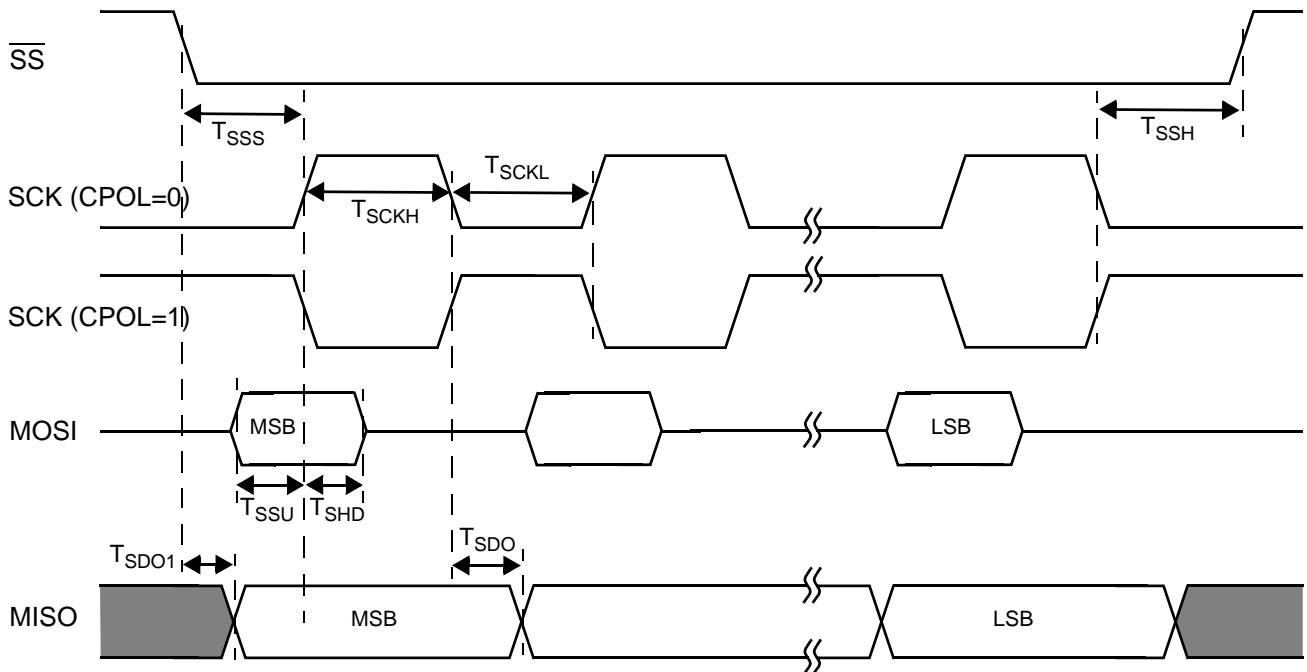 SS
TSSS
TSSH
SCK (CPOL=0)
TSCKH
TSCKL
SCK (CPOL=1)
MOSI
MSB
LSB
TSSU
TSHD
TSDO1
TSDO
MISO
MSB
LSB